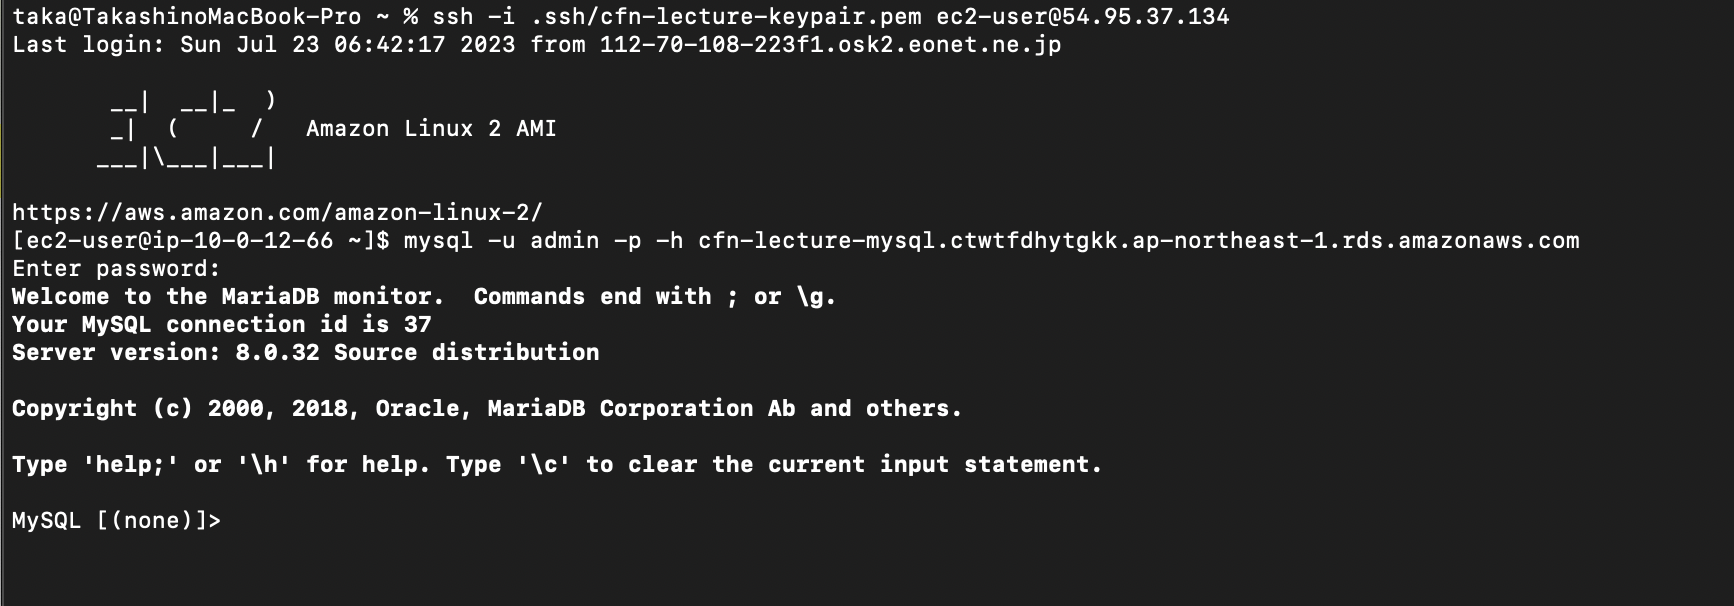 taka@TakashinoMacBook-Pro ~ % ssh -i .ssh/cfn-lecture-keypair.pem ec2-user@54.95.37.134
Last login: Sun Jul 23 06:42:17 2023 from 112-70-108-223f1.osk2.eonet.ne.jp
       __|  __|_  )
       _|  (     /   Amazon Linux 2 AMI
      ___|\___|___|
https://aws.amazon.com/amazon-linux-2/
[ec2-user@ip-10-0-12-66 ~]$ mysql -u admin -p -h cfn-lecture-mysql.ctwtfdhytgkk.ap-northeast-1.rds.amazonaws.com
Enter password:
Welcome to the MariaDB monitor.  Commands end with ; or \g.
Your MySQL connection id is 37
Server version: 8.0.32 Source distribution
Copyright (c) 2000, 2018, Oracle, MariaDB Corporation Ab and others.
Type 'help;' or '\h' for help. Type '\c' to clear the current input statement.
MySQL [(none)]>